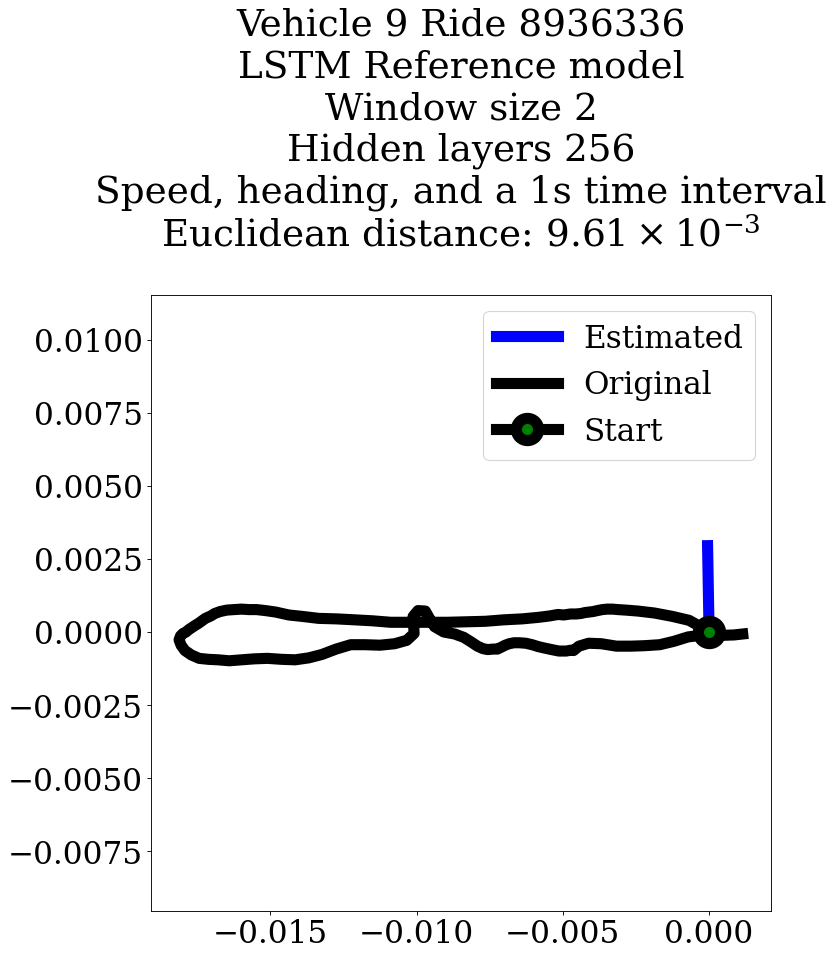 Vehicle 9 Ride 8936336
LSTM Reference model
Window size 2
Hidden layers 256
Speed, heading, and a 1s time interval
Euclidean distance: 9.61 × 10⁻³
Estimated
Original
Start
0.0100
0.0075
0.0050
0.0025
0.0000
−0.0025
−0.0050
−0.0075
−0.015 −0.010 −0.005 0.000